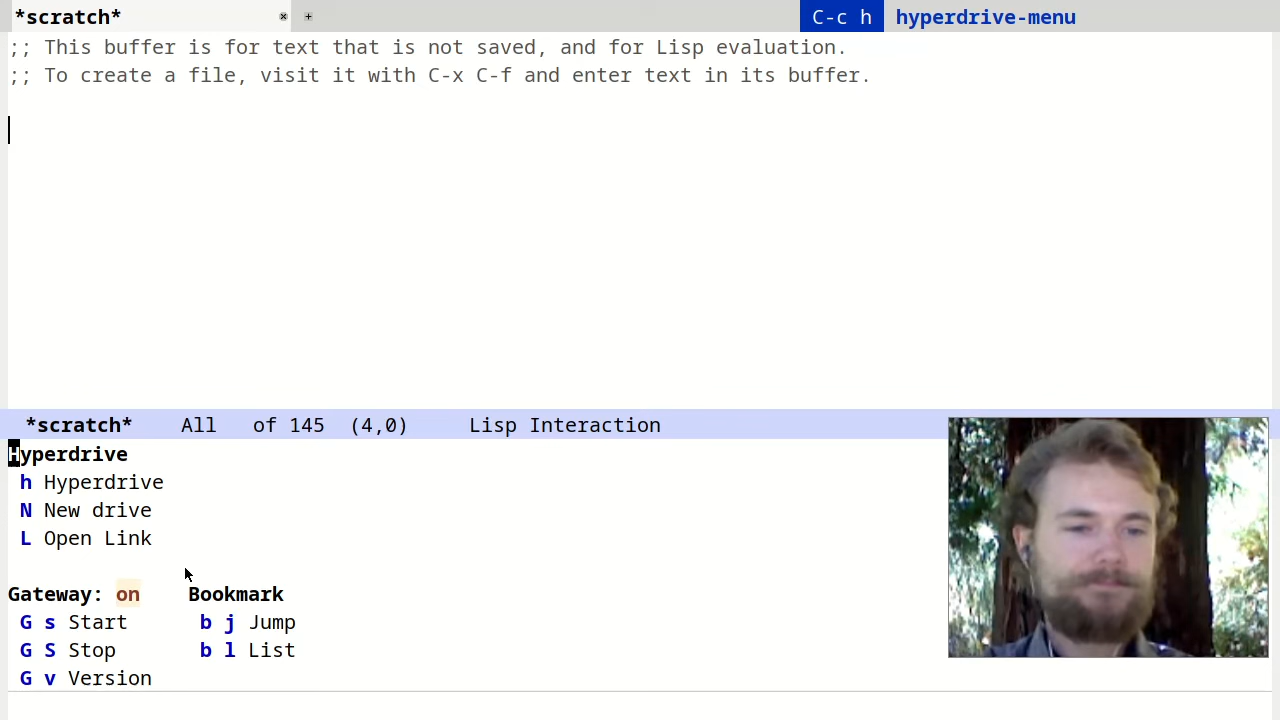 *scratch* C-c h hyperdrive-menu
;; This buffer is for text that is not saved, and for Lisp evaluation.
;; To create a file, visit it with C-x C-f and enter text in its buffer.
*scratch* All of 145 (4,0) Lisp Interaction
Hyperdrive
h Hyperdrive
N New drive
L Open Link
Gateway: on Bookmark
G s Start b j Jump
G S Stop b l List
G v Version